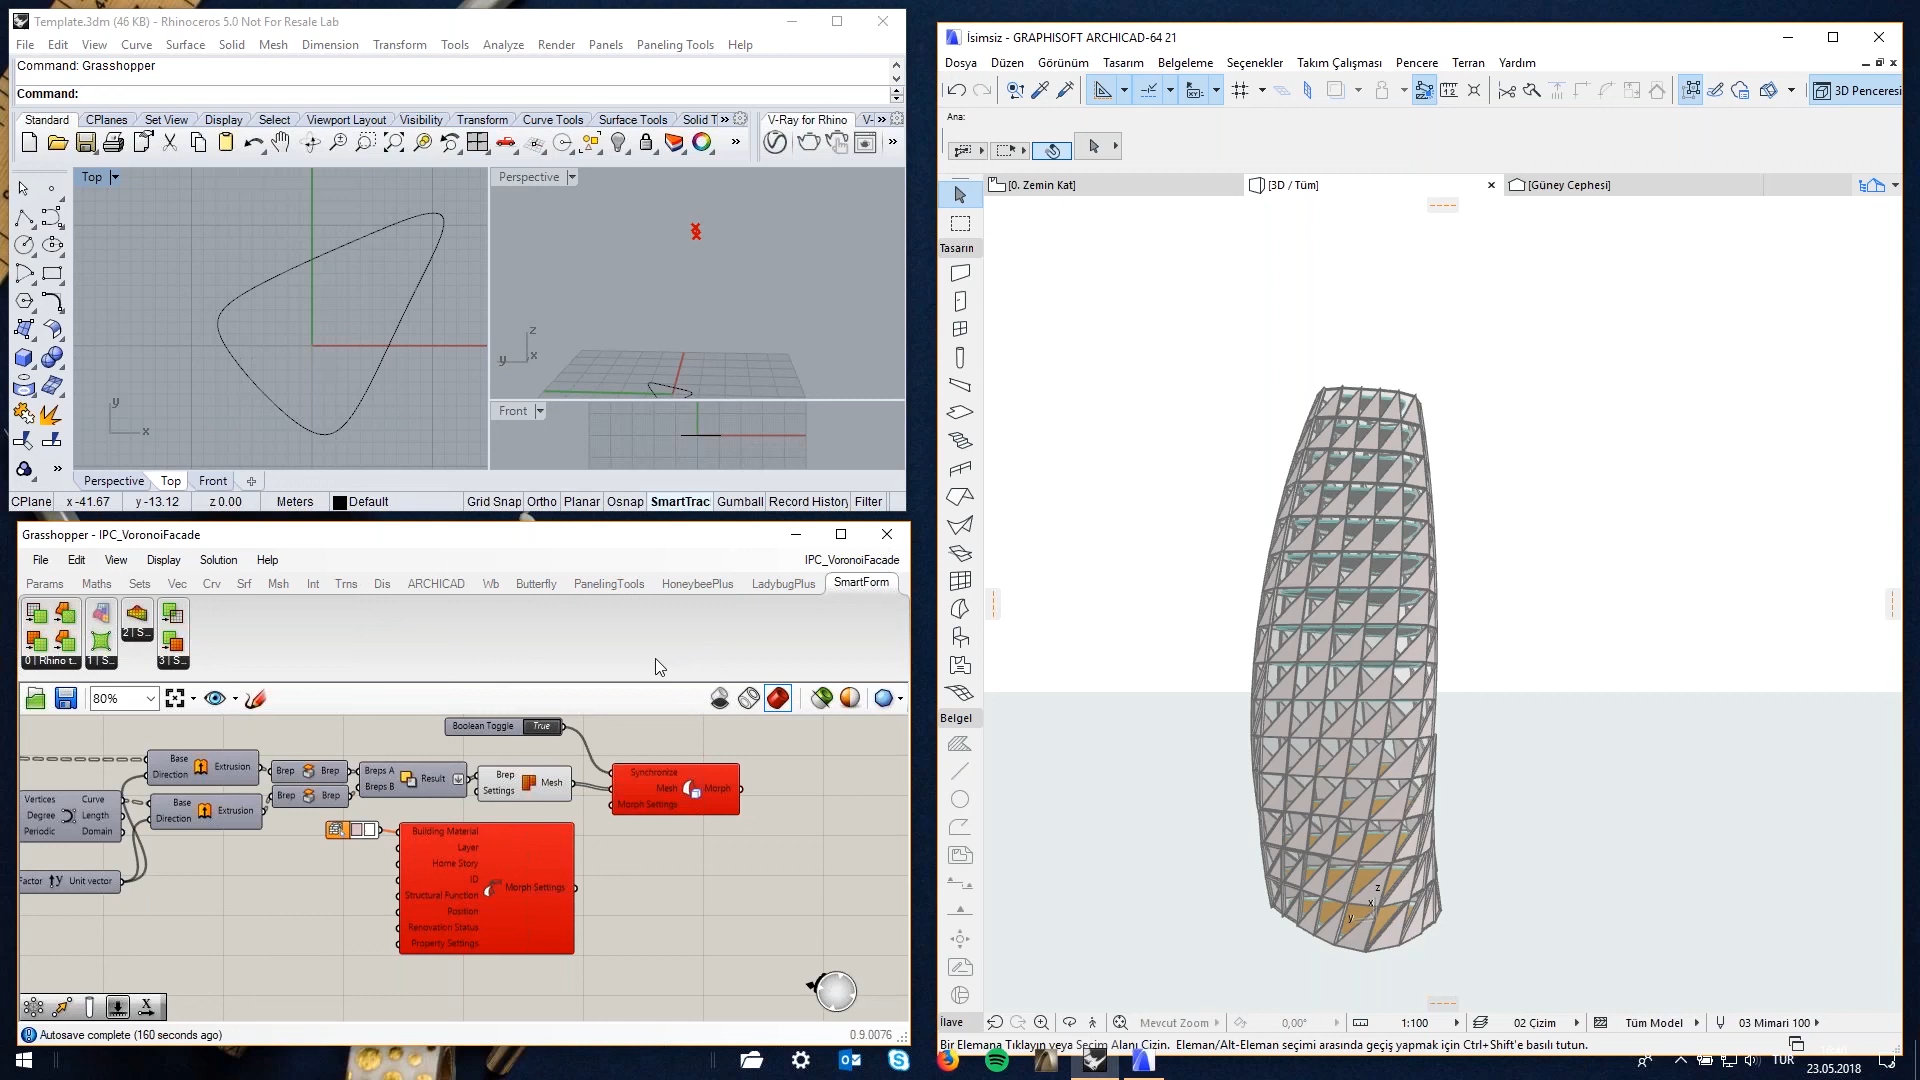 Template.3dm (46 KB) - Rhinoceros 5.0 Not For Resale Lab
File Edit View Curve Surface Solid Mesh Dimension Transform Tools Analyze Render Panels Paneling Tools Help
Command: Grasshopper
Command:
Standard CPlanes Set View Display Select Viewport Layout Visibility Transform Curve Tools Surface Tools Solid T V-Ray for Rhino V-
Top
Perspective
z
y x
Front
y
x
Perspective Top Front
CPlane x -41.67 y -13.12 z 0.00 Meters Default Grid Snap Ortho Planar Osnap SmartTrac Gumball Record History Filter
Grasshopper - IPC_VoronoiFacade
File Edit View Display Solution Help IPC_VoronoiFacade
Params Maths Sets Vec Crv Srf Msh Int Trns Dis ARCHICAD Wb Butterfly PanelingTools HoneybeePlus LadybugPlus SmartForm
2 | S...
0 | Rhino t... 1 | S... 3 | S...
80%
Boolean Toggle True
Base
Direction
Extrusion
Brep Brep
Breps A
Breps B
Result
Brep
Settings
Mesh
Synchronize
Mesh
Morph Settings
Morph
Vertices
Degree
Periodic
Curve
Length
Domain
Base
Direction
Extrusion
Brep Brep
Building Material
Layer
Home Story
ID
Structural Function
Position
Renovation Status
Property Settings
Morph Settings
Factor Unit vector
Autosave complete (160 seconds ago) 0.9.0076
İsimsiz - GRAPHISOFT ARCHICAD-64 21
Dosya Düzen Görünüm Tasarım Belgeleme Seçenekler Takım Çalışması Pencere Terran Yardım
3D Penceresi
Ana:
[0. Zemin Kat] [3D / Tüm] [Güney Cephesi]
Tasarın
Belgel
z
x
y
İlave Mevcut Zoom 0,00° 1:100 02 Çizim Tüm Model 03 Mimari 100
Bir Elemana Tıklayın veya Seçim Alanı Çizin. Eleman/Alt-Eleman seçimi arasında geçiş yapmak için Ctrl+Shift'e basılı tutun.
TUR
23.05.2018